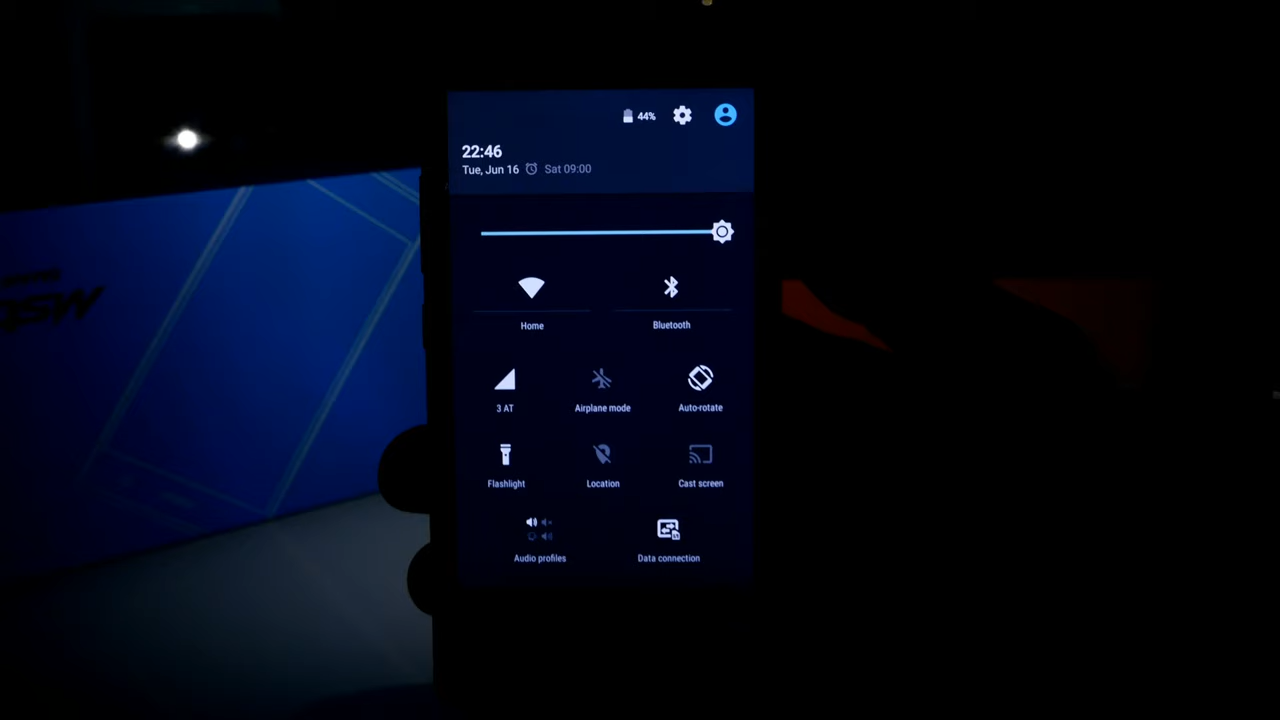 44%
22:46
Tue, Jun 16 Sat 09:00
Home Bluetooth
3 AT Airplane mode Auto-rotate
Flashlight Location Cast screen
Audio profiles Data connection